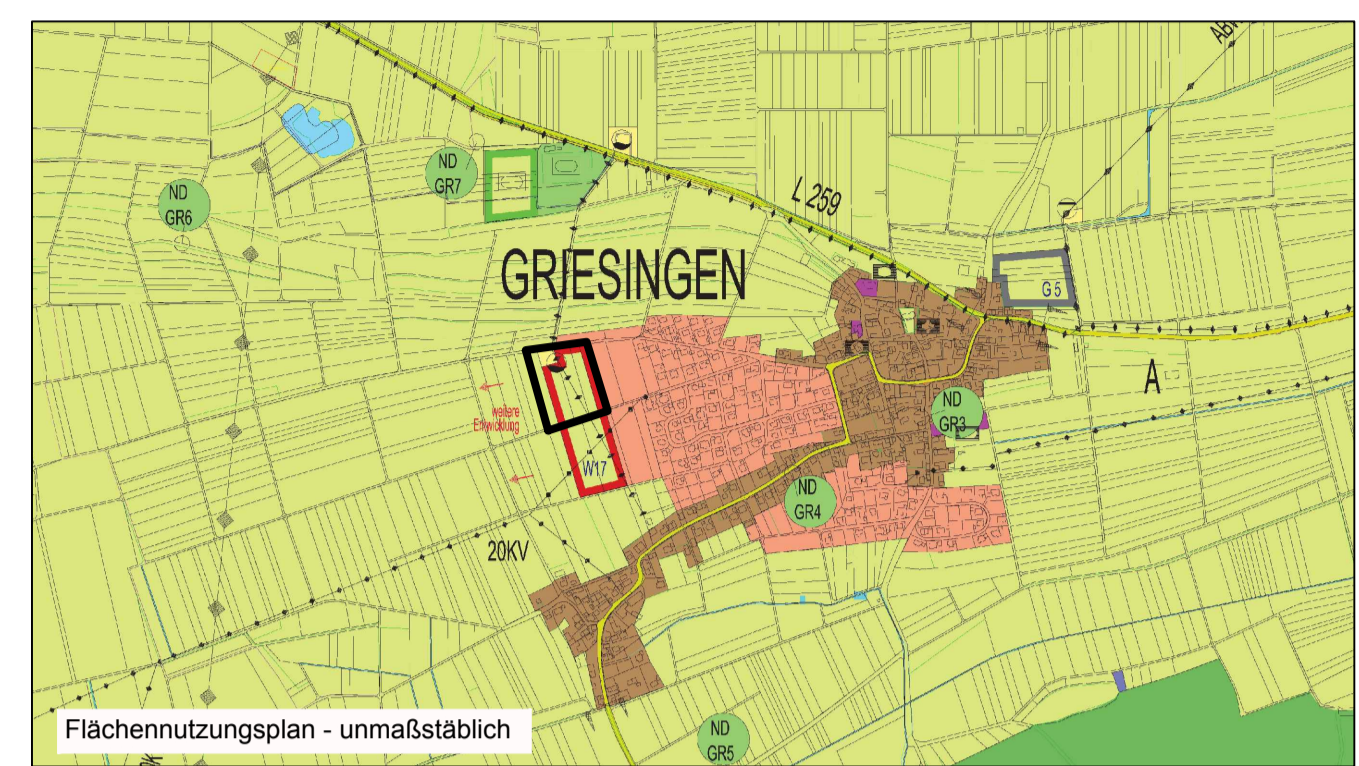 ND
GR6
ND
GR7
L 259
GRIESINGEN
G 5
A
weitere
Entwicklung
W17
ND
GR3
ND
GR4
20KV
Flächennutzungsplan - unmaßstäblich
ND
GR5